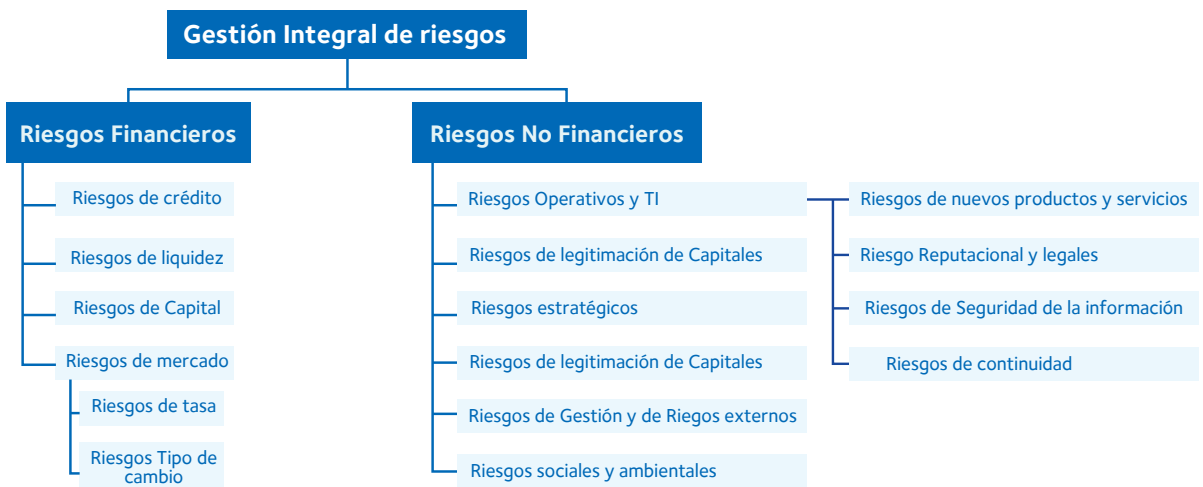 Gestión Integral de riesgos
Riesgos Financieros
Riesgos de crédito
Riesgos de liquidez
Riesgos de Capital
Riesgos de mercado
Riesgos de tasa
Riesgos Tipo de
cambio
Riesgos No Financieros
Riesgos Operativos y TI
Riesgos de legitimación de Capitales
Riesgos estratégicos
Riesgos de legitimación de Capitales
Riesgos de Gestión y de Riegos externos
Riesgos sociales y ambientales
Riesgos de nuevos productos y servicios
Riesgo Reputacional y legales
Riesgos de Seguridad de la información
Riesgos de continuidad